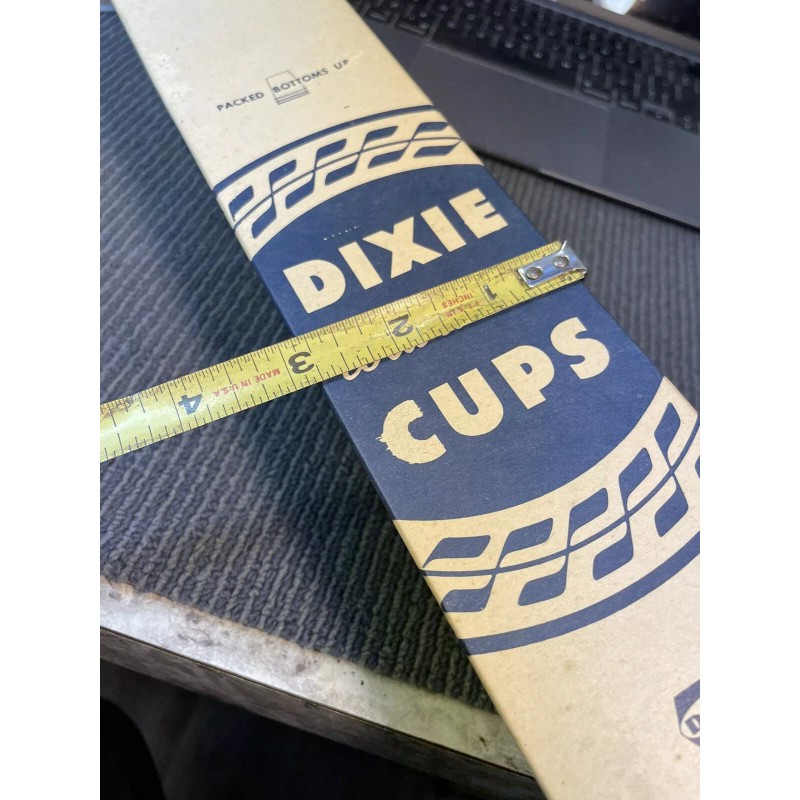 PACKED BOTTOMS UP
DIXIE
1 INCHES 2 3 MADE IN U.S.A 4
CUPS